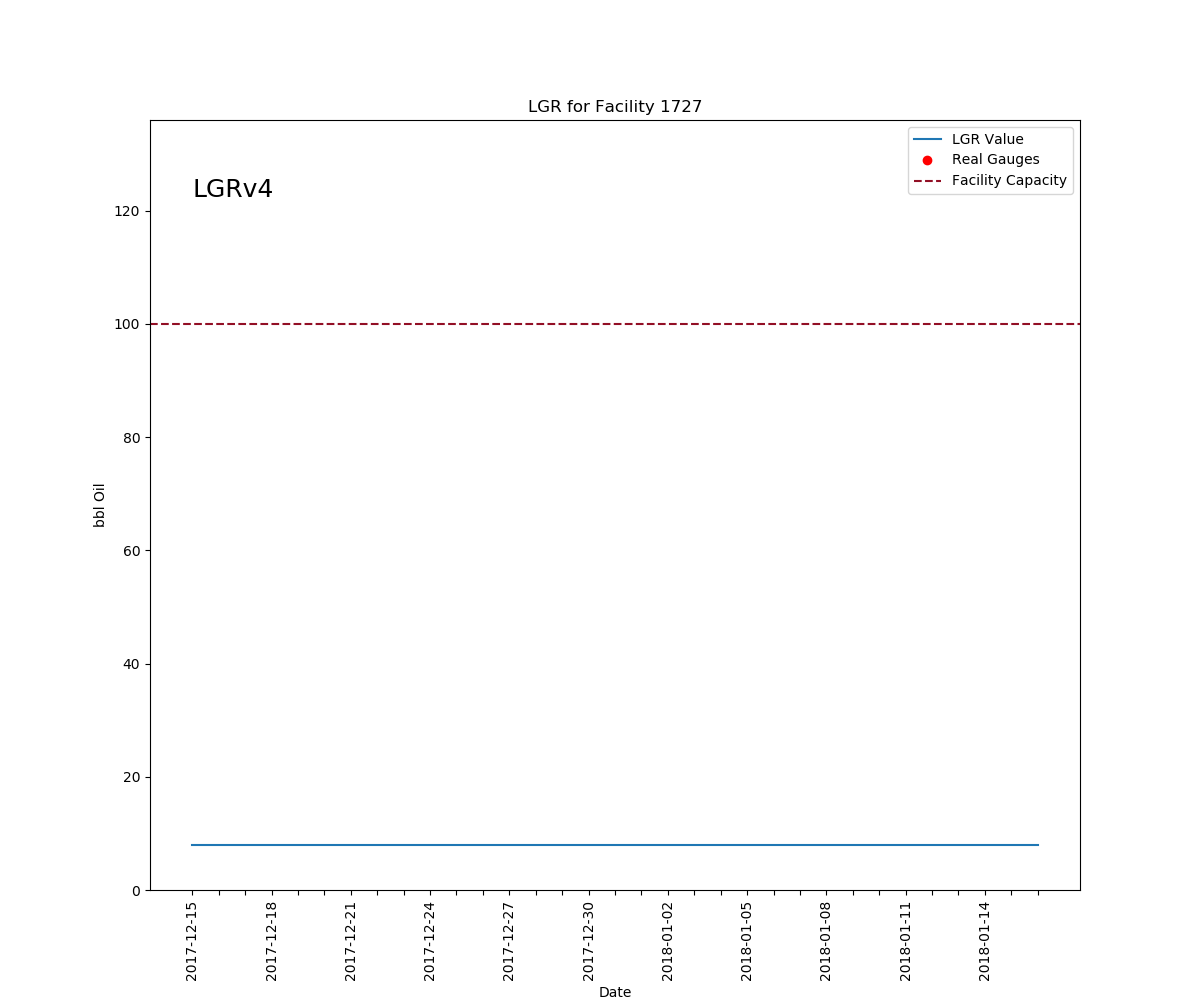 LGR for Facility 1727
LGRv4
LGR Value
Real Gauges
Facility Capacity
120
100
80
60
40
20
0
bbl Oil
2017-12-15
2017-12-18
2017-12-21
2017-12-24
2017-12-27
2017-12-30
2018-01-02
2018-01-05
2018-01-08
2018-01-11
2018-01-14
Date